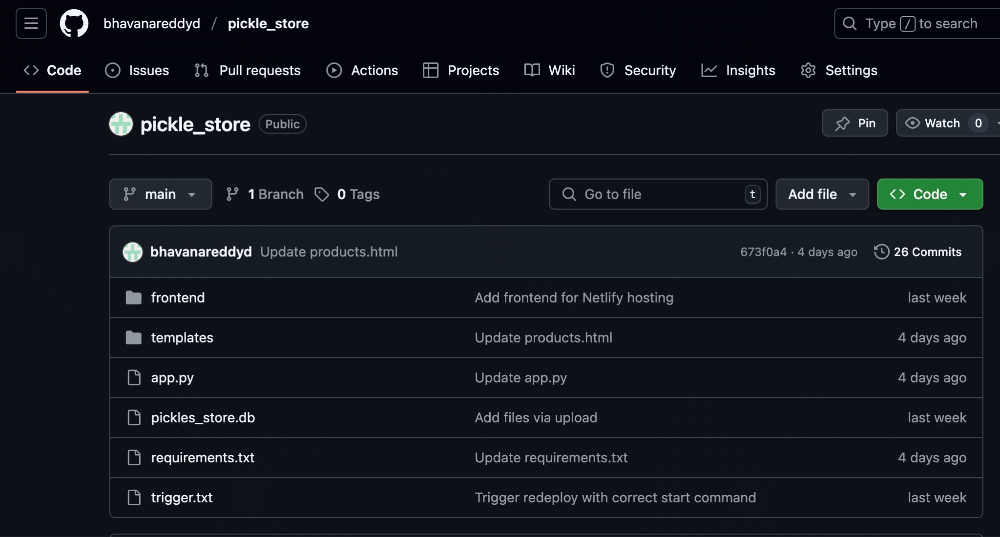 bhavanareddyd / pickle_store
Type / to search
Code Issues Pull requests Actions Projects Wiki Security Insights Settings
pickle_store Public
Pin Watch 0
main 1 Branch 0 Tags
Go to file t Add file Code
bhavanareddyd Update products.html 673f0a4 · 4 days ago 26 Commits
frontend Add frontend for Netlify hosting last week
templates Update products.html 4 days ago
app.py Update app.py 4 days ago
pickles_store.db Add files via upload last week
requirements.txt Update requirements.txt 4 days ago
trigger.txt Trigger redeploy with correct start command last week